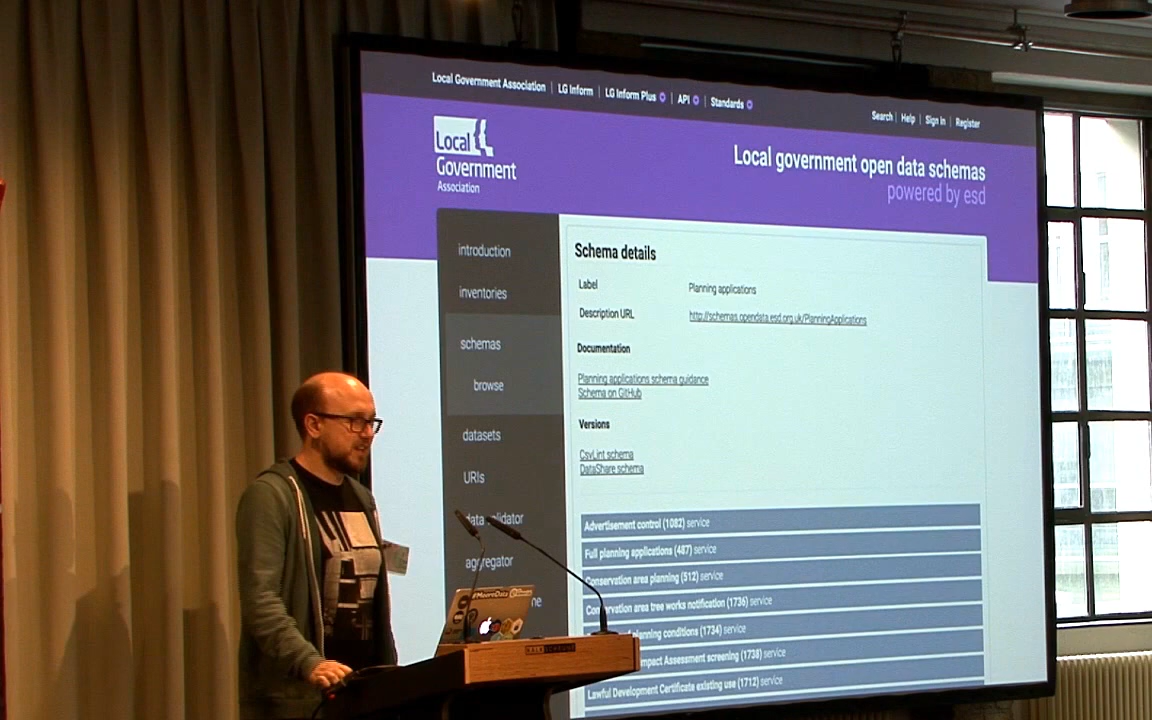 Local Government Association | LG Inform | LG Inform Plus | API | Standards
Search | Help | Sign in | Register
Local
Government
Association
Local government open data schemas
powered by esd
introduction
inventories
schemas
browse
datasets
URIs
data validator
aggregator
me
Schema details
Label Planning applications
Description URL http://schemas.opendata.esd.org.uk/PlanningApplications
Documentation
Planning applications schema guidance
Schema on GitHub
Versions
CsvLint schema
DataShare schema
Advertisement control (1082) service
Full planning applications (487) service
Conservation area planning (512) service
Conservation area tree works notification (1736) service
planning conditions (1734) service
mpact Assessment screening (1738) service
Lawful Development Certificate existing use (1712) service
#MooreData